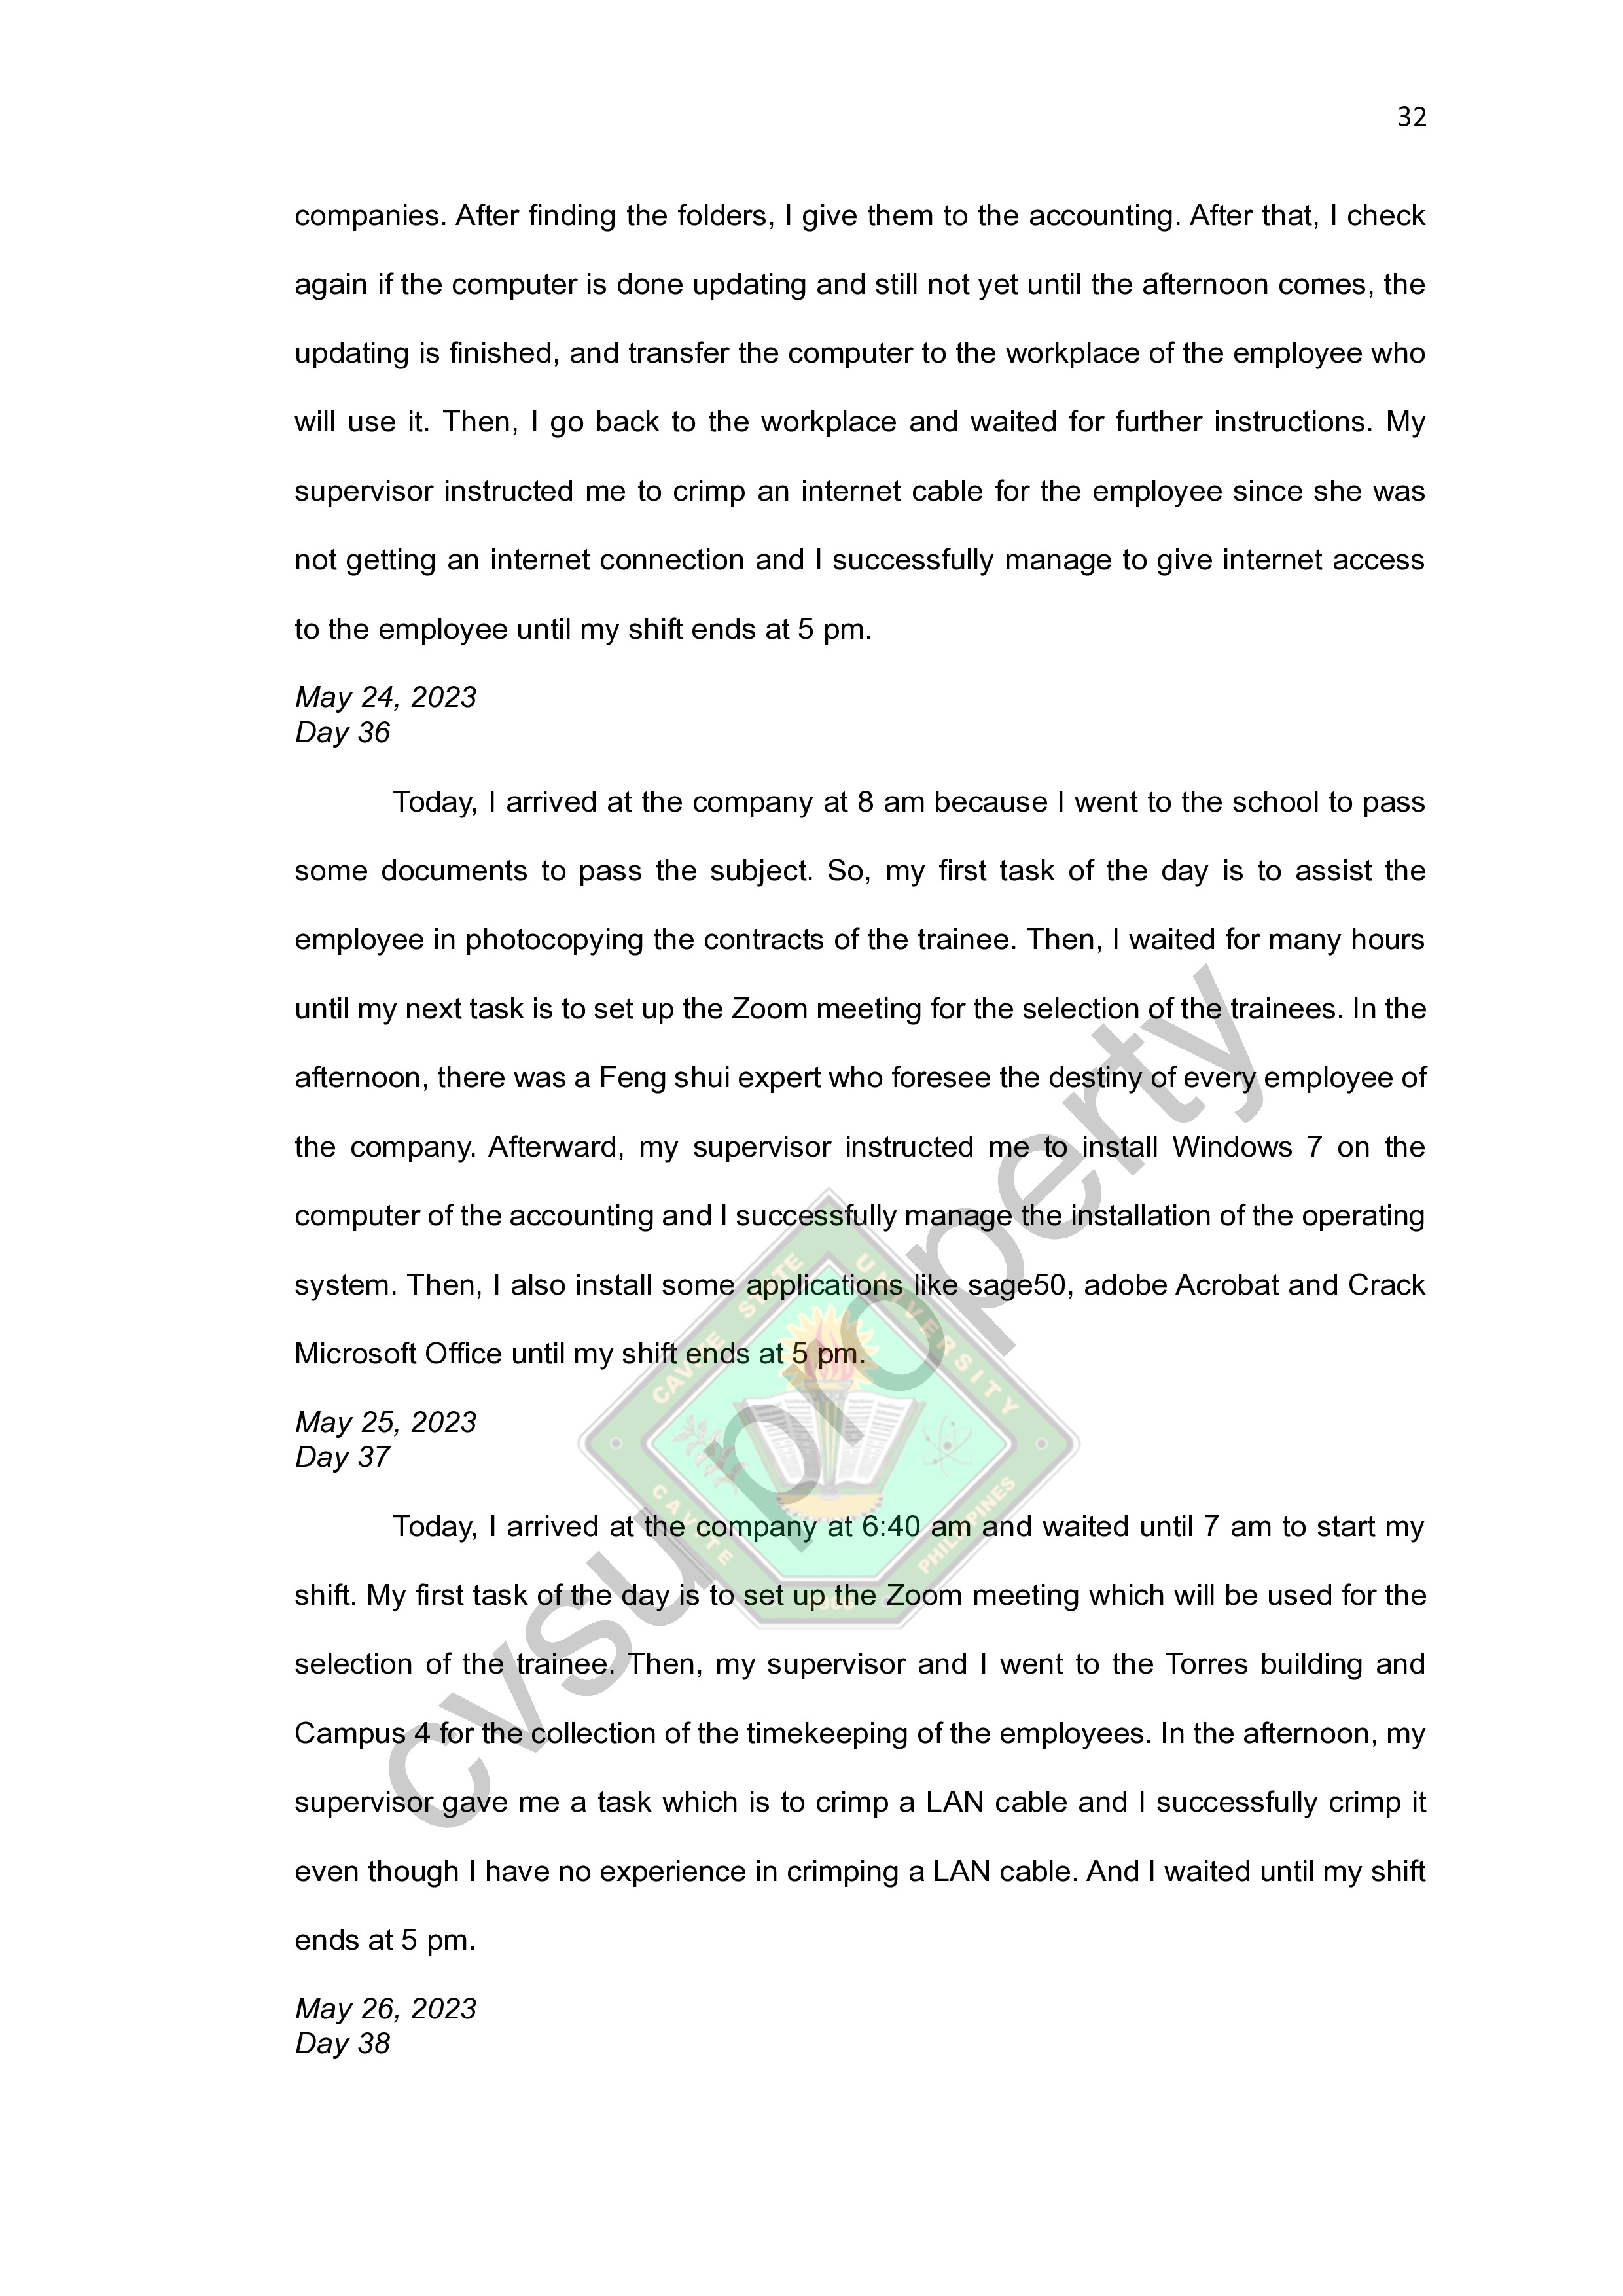 32
companies. After finding the folders, I give them to the accounting. After that, I check
again if the computer is done updating and still not yet until the afternoon comes, the
updating is finished, and transfer the computer to the workplace of the employee who
will use it. Then, I go back to the workplace and waited for further instructions. My
supervisor instructed me to crimp an internet cable for the employee since she was
not getting an internet connection and I successfully manage to give internet access
to the employee until my shift ends at 5 pm.
May 24, 2023
Day 36
Today, I arrived at the company at 8 am because I went to the school to pass
some documents to pass the subject. So, my first task of the day is to assist the
employee in photocopying the contracts of the trainee. Then, I waited for many hours
until my next task is to set up the Zoom meeting for the selection of the trainees. In the
afternoon, there was a Feng shui expert who foresee the destiny of every employee of
the company. Afterward, my supervisor instructed me to install Windows 7 on the
computer of the accounting and I successfully manage the installation of the operating
system. Then, I also install some applications like sage50, adobe Acrobat and Crack
Microsoft Office until my shift ends at 5 pm.
May 25, 2023
Day 37
Today, I arrived at the company at 6:40 am and waited until 7 am to start my
shift. My first task of the day is to set up the Zoom meeting which will be used for the
selection of the trainee. Then, my supervisor and I went to the Torres building and
Campus 4 for the collection of the timekeeping of the employees. In the afternoon, my
supervisor gave me a task which is to crimp a LAN cable and I successfully crimp it
even though I have no experience in crimping a LAN cable. And I waited until my shift
ends at 5 pm.
May 26, 2023
Day 38
cvsu property
CAVITE STATE UNIVERSITY
CAVITE
PHILIPPINES